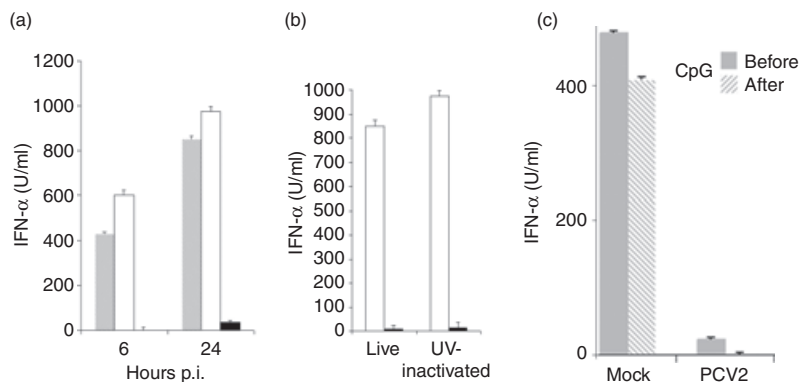 (a)
IFN-α (U/ml)
1200
1000
800
600
400
200
0
6
24
Hours p.i.
(b)
IFN-α (U/ml)
1000
900
800
700
600
500
400
300
200
100
0
Live
UV-
inactivated
(c)
IFN-α (U/ml)
400
200
0
CpG
Before
After
Mock
PCV2